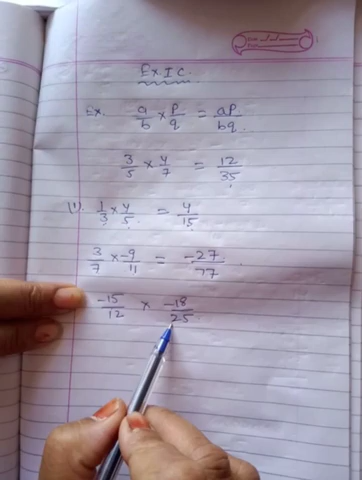 Ex I C.
Ex. a/b × p/q = ap/bq
3/5 × 4/7 = 12/35
(1). 1/3 × 4/5 = 4/15
3/7 × -9/11 = -27/77
-15/12 × -18/25